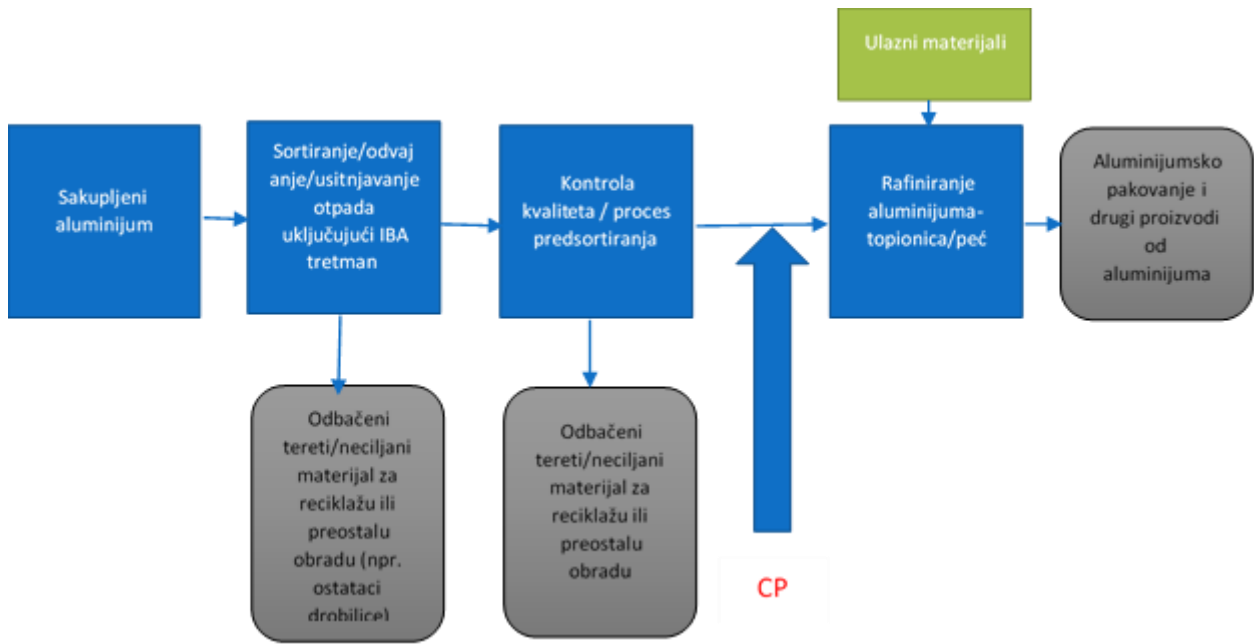 Ulazni materijali
Sakupljeni
aluminijum
Sortiranje/odvaj
anje/usitnjavanje
otpada
uključujući IBA
tretman
Kontrola
kvaliteta / proces
predsortiranja
Rafiniranje
aluminijuma-
topionica/peć
Aluminijumsko
pakovanje i
drugi proizvodi
od
aluminijuma
Odbačeni
tereti/neciljani
materijal za
reciklažu ili
preostalu
obradu (npr.
ostataci
drobilice)
Odbačeni
tereti/neciljani
materijal za
reciklažu ili
preostalu
obradu
CP